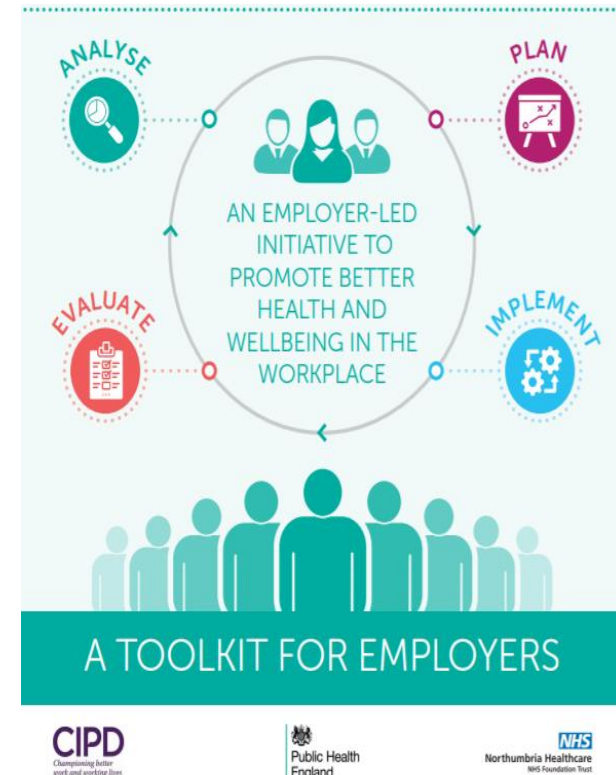 ANALYSE
PLAN
AN EMPLOYER-LED
INITIATIVE TO
PROMOTE BETTER
HEALTH AND
WELLBEING IN THE
WORKPLACE
EVALUATE
IMPLEMENT
A TOOLKIT FOR EMPLOYERS
CIPD
Championing better
work and working lives
Public Health
England
NHS
Northumbria Healthcare
NHS Foundation Trust